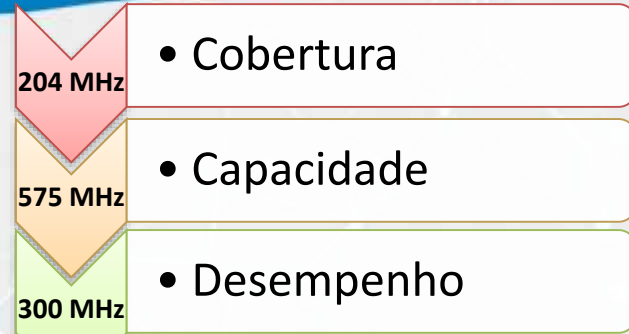 204 MHz
• Cobertura
575 MHz
• Capacidade
300 MHz
• Desempenho